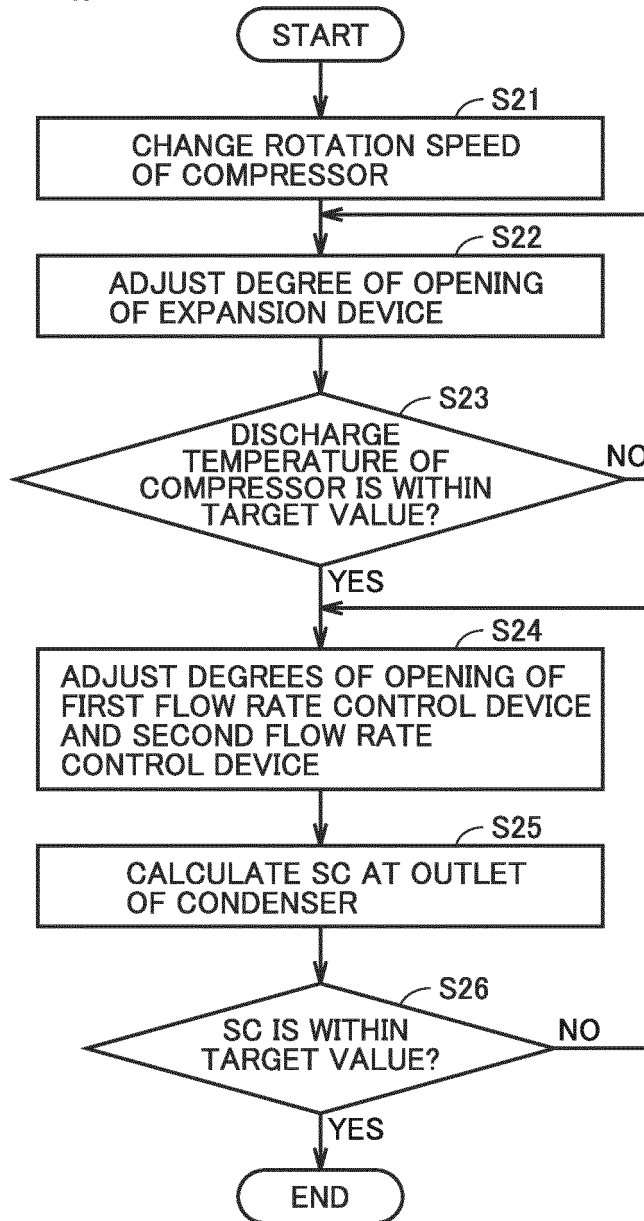 START
S21
CHANGE ROTATION SPEED
OF COMPRESSOR
S22
ADJUST DEGREE OF OPENING
OF EXPANSION DEVICE
S23
DISCHARGE
TEMPERATURE OF
COMPRESSOR IS WITHIN
TARGET VALUE?
NO
YES
S24
ADJUST DEGREES OF OPENING OF
FIRST FLOW RATE CONTROL DEVICE
AND SECOND FLOW RATE
CONTROL DEVICE
S25
CALCULATE SC AT OUTLET
OF CONDENSER
S26
SC IS WITHIN
TARGET VALUE?
NO
YES
END